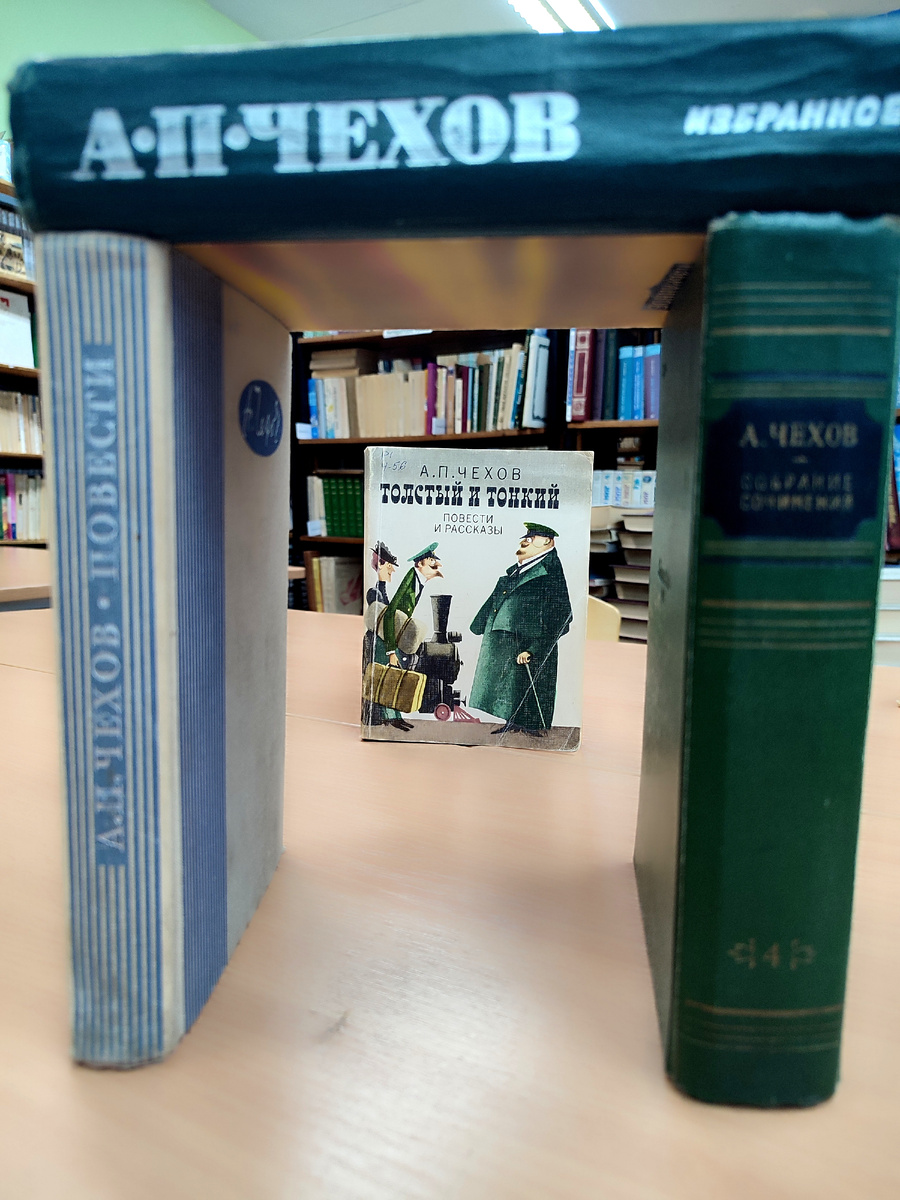 А·П·ЧЕХОВ
ИЗБРАННОЕ
А.П.ЧЕХОВ · ПОВЕСТИ
А.П.ЧЕХОВ
ТОЛСТЫЙ И ТОНКИЙ
ПОВЕСТИ
И РАССКАЗЫ
А.ЧЕХОВ
СОБРАНИЕ
СОЧИНЕНИЙ
4